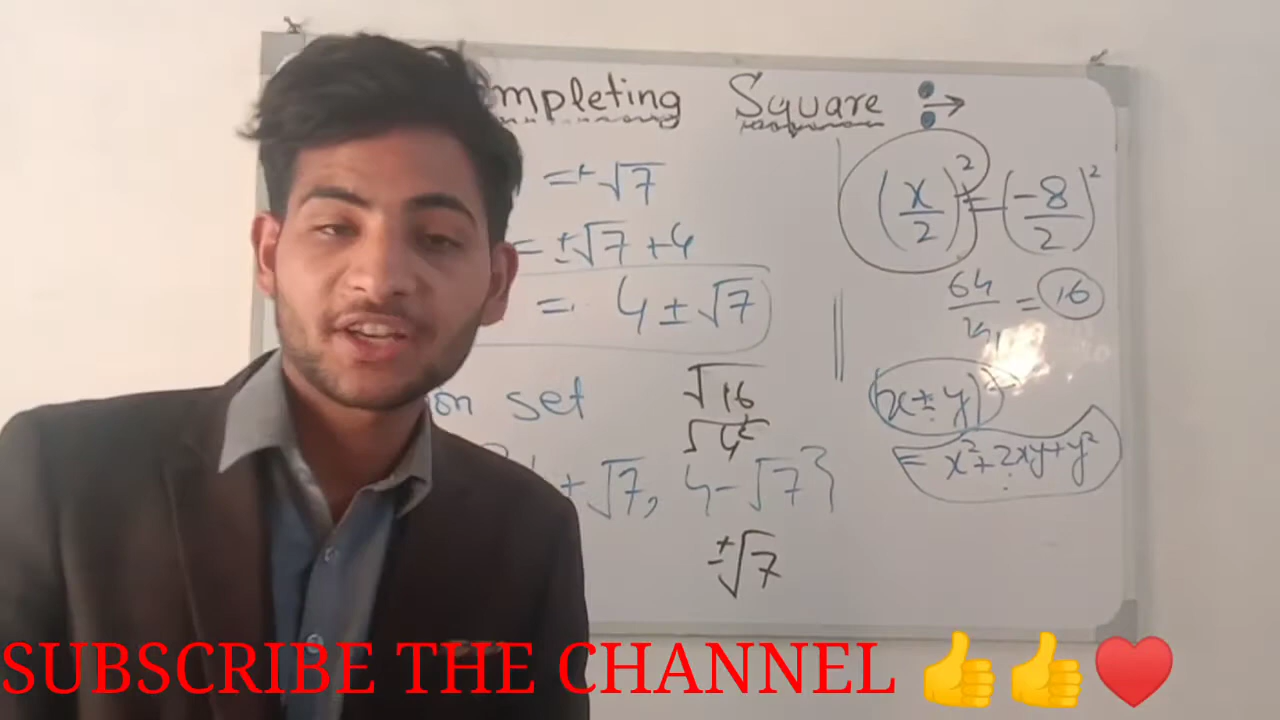 mpleting Square :→
= ± √7
= ±√7 + 4
= 4 ± √7
on set
± √7, 4 - √7}
√16
√4²
±√7
(x/2)² = (-8/2)²
64/4 = 16
(x ± y)²
= x² ± 2xy + y²
SUBSCRIBE THE CHANNEL 👍👍❤️